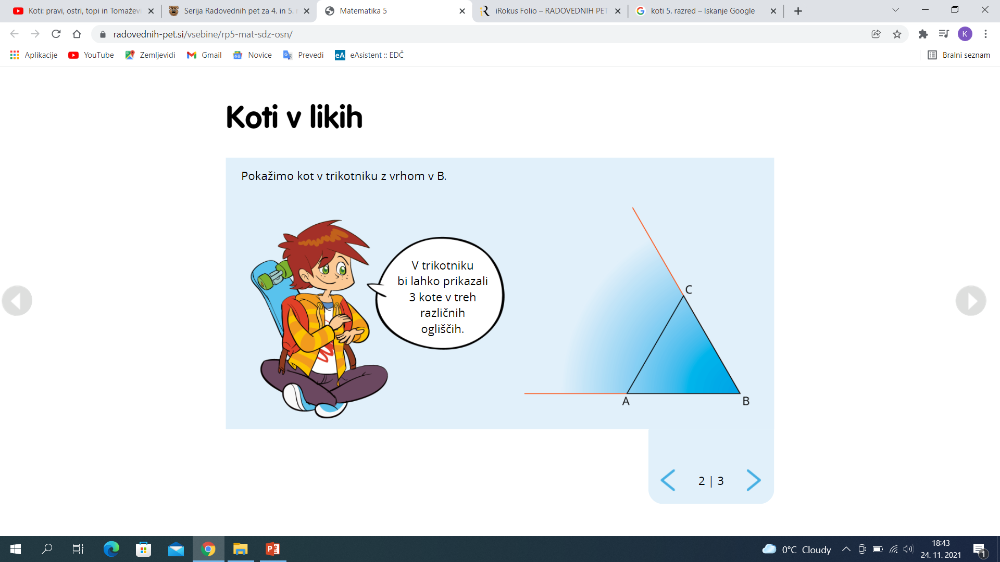 Koti: pravi, ostri, topi in Tomaževi
Serija Radovednih pet za 4. in 5. r
Matematika 5
iRokus Folio – RADOVEDNIH PET
koti 5. razred – Iskanje Google
radovednih-pet.si/vsebine/rp5-mat-sdz-osn/
K
Aplikacije
YouTube
Zemljevidi
Gmail
Novice
Prevedi
eA
eAsistent :: EDČ
Bralni seznam
Koti v likih
Pokažimo kot v trikotniku z vrhom v B.
V trikotniku
bi lahko prikazali
3 kote v treh
različnih
ogliščih.
C
A
B
2 | 3
0°C Cloudy
18:43
24. 11. 2021
1